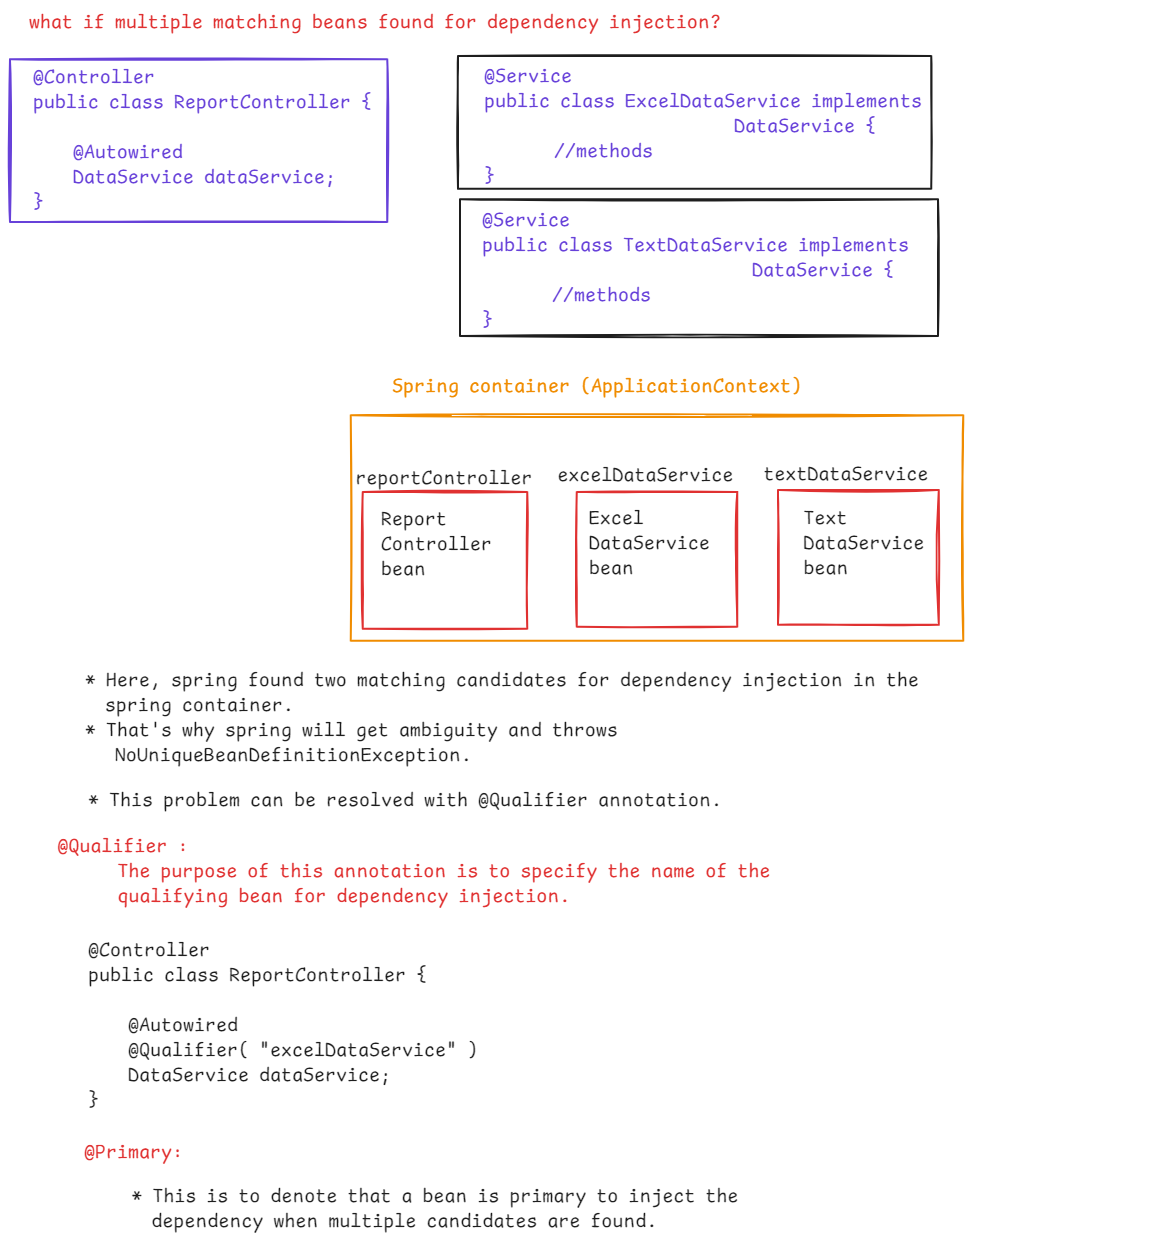 what if multiple matching beans found for dependency injection?
@Controller
public class ReportController {
@Autowired
DataService dataService;
}
@Service
public class ExcelDataService implements
DataService {
//methods
}
@Service
public class TextDataService implements
DataService {
//methods
}
Spring container (ApplicationContext)
reportController
excelDataService
textDataService
Report
Controller
bean
Excel
DataService
bean
Text
DataService
bean
* Here, spring found two matching candidates for dependency injection in the
spring container.
* That's why spring will get ambiguity and throws
NoUniqueBeanDefinitionException.
* This problem can be resolved with @Qualifier annotation.
@Qualifier :
The purpose of this annotation is to specify the name of the
qualifying bean for dependency injection.
@Controller
public class ReportController {
@Autowired
@Qualifier( "excelDataService" )
DataService dataService;
}
@Primary:
* This is to denote that a bean is primary to inject the
dependency when multiple candidates are found.